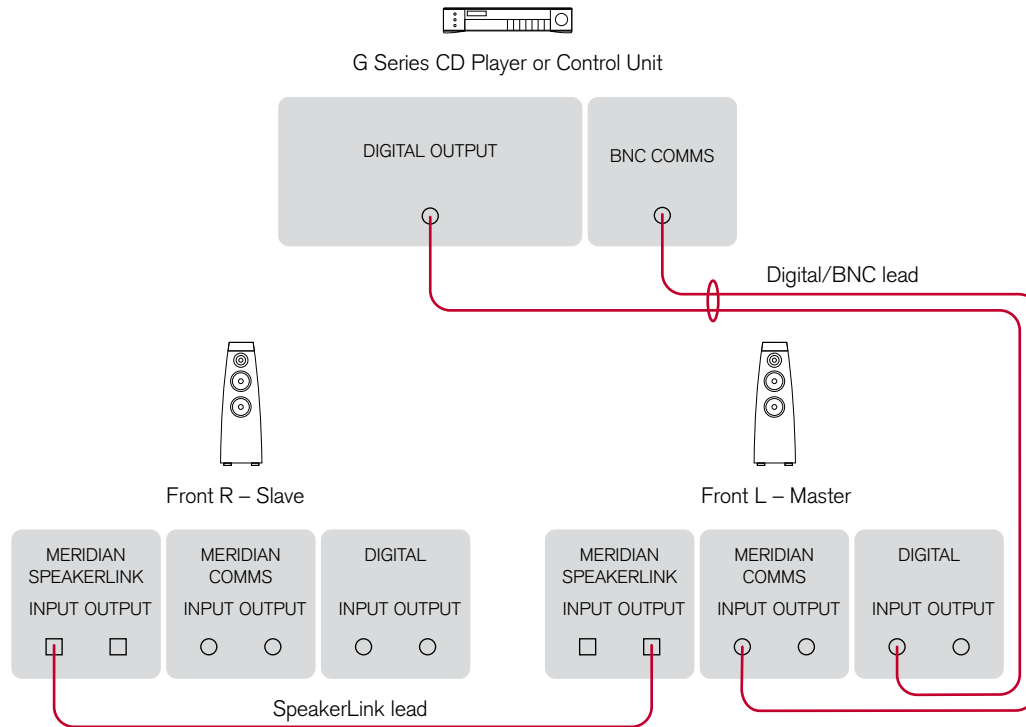 G Series CD Player or Control Unit
DIGITAL OUTPUT
BNC COMMS
Digital/BNC lead
Front R – Slave
Front L – Master
MERIDIAN
SPEAKERLINK
INPUT OUTPUT
MERIDIAN
COMMS
INPUT OUTPUT
DIGITAL
INPUT OUTPUT
MERIDIAN
SPEAKERLINK
INPUT OUTPUT
MERIDIAN
COMMS
INPUT OUTPUT
DIGITAL
INPUT OUTPUT
SpeakerLink lead